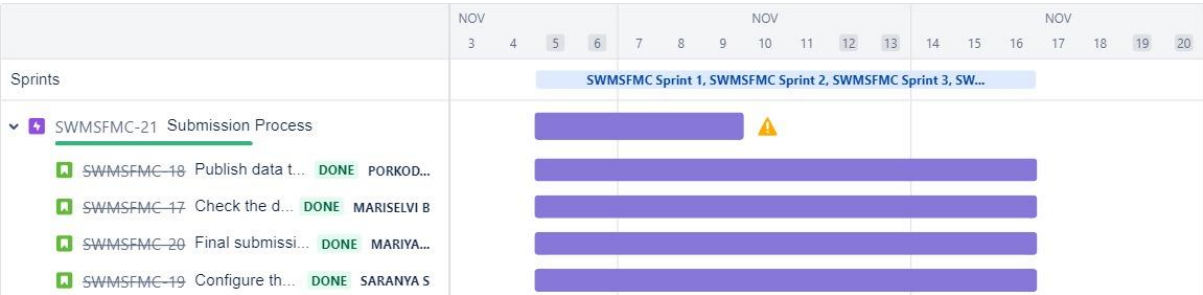 NOV NOV NOV
3 4 5 6 7 8 9 10 11 12 13 14 15 16 17 18 19 20
Sprints SWMSFMC Sprint 1, SWMSFMC Sprint 2, SWMSFMC Sprint 3, SW...
SWMSFMC-21 Submission Process
SWMSFMC-18 Publish data t... DONE PORKOD...
SWMSFMC-17 Check the d... DONE MARISELVI B
SWMSFMC-20 Final submissi... DONE MARIYA...
SWMSFMC-19 Configure th... DONE SARANYA S